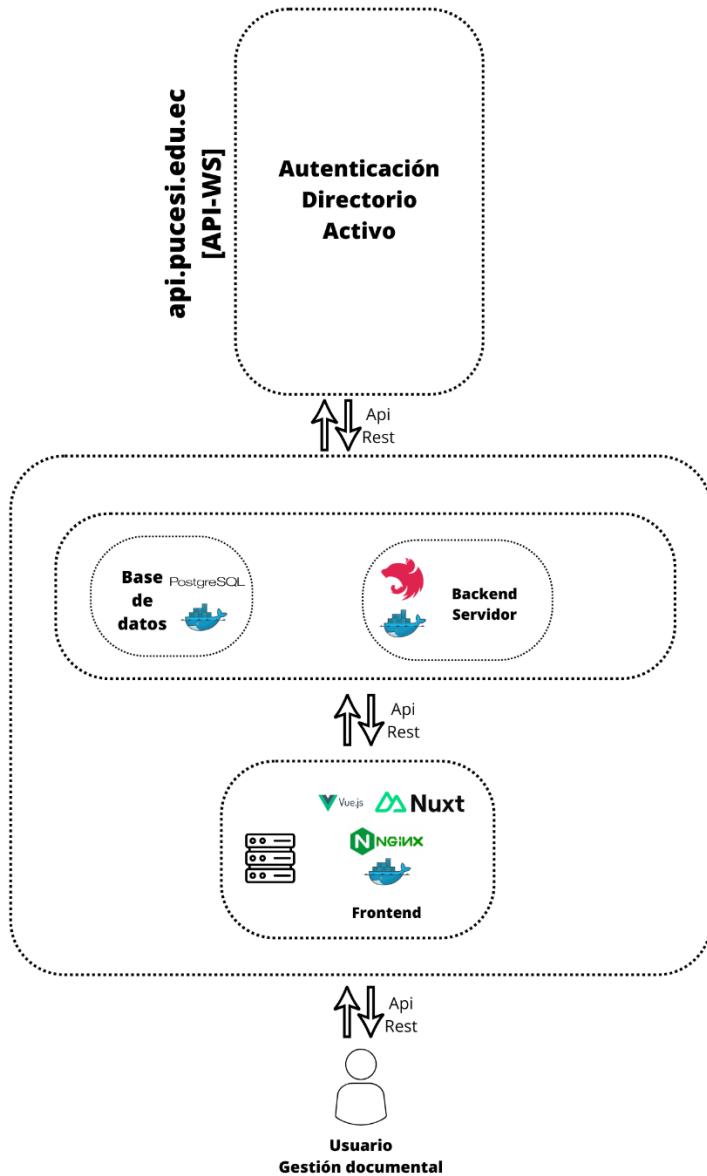 api.pucesi.edu.ec
[API-WS]
Autenticación
Directorio
Activo
Api
Rest
Base
de
datos
PostgreSQL
Backend
Servidor
Api
Rest
Vue.js
Nuxt
N NGiNX
Frontend
Api
Rest
Usuario
Gestión documental